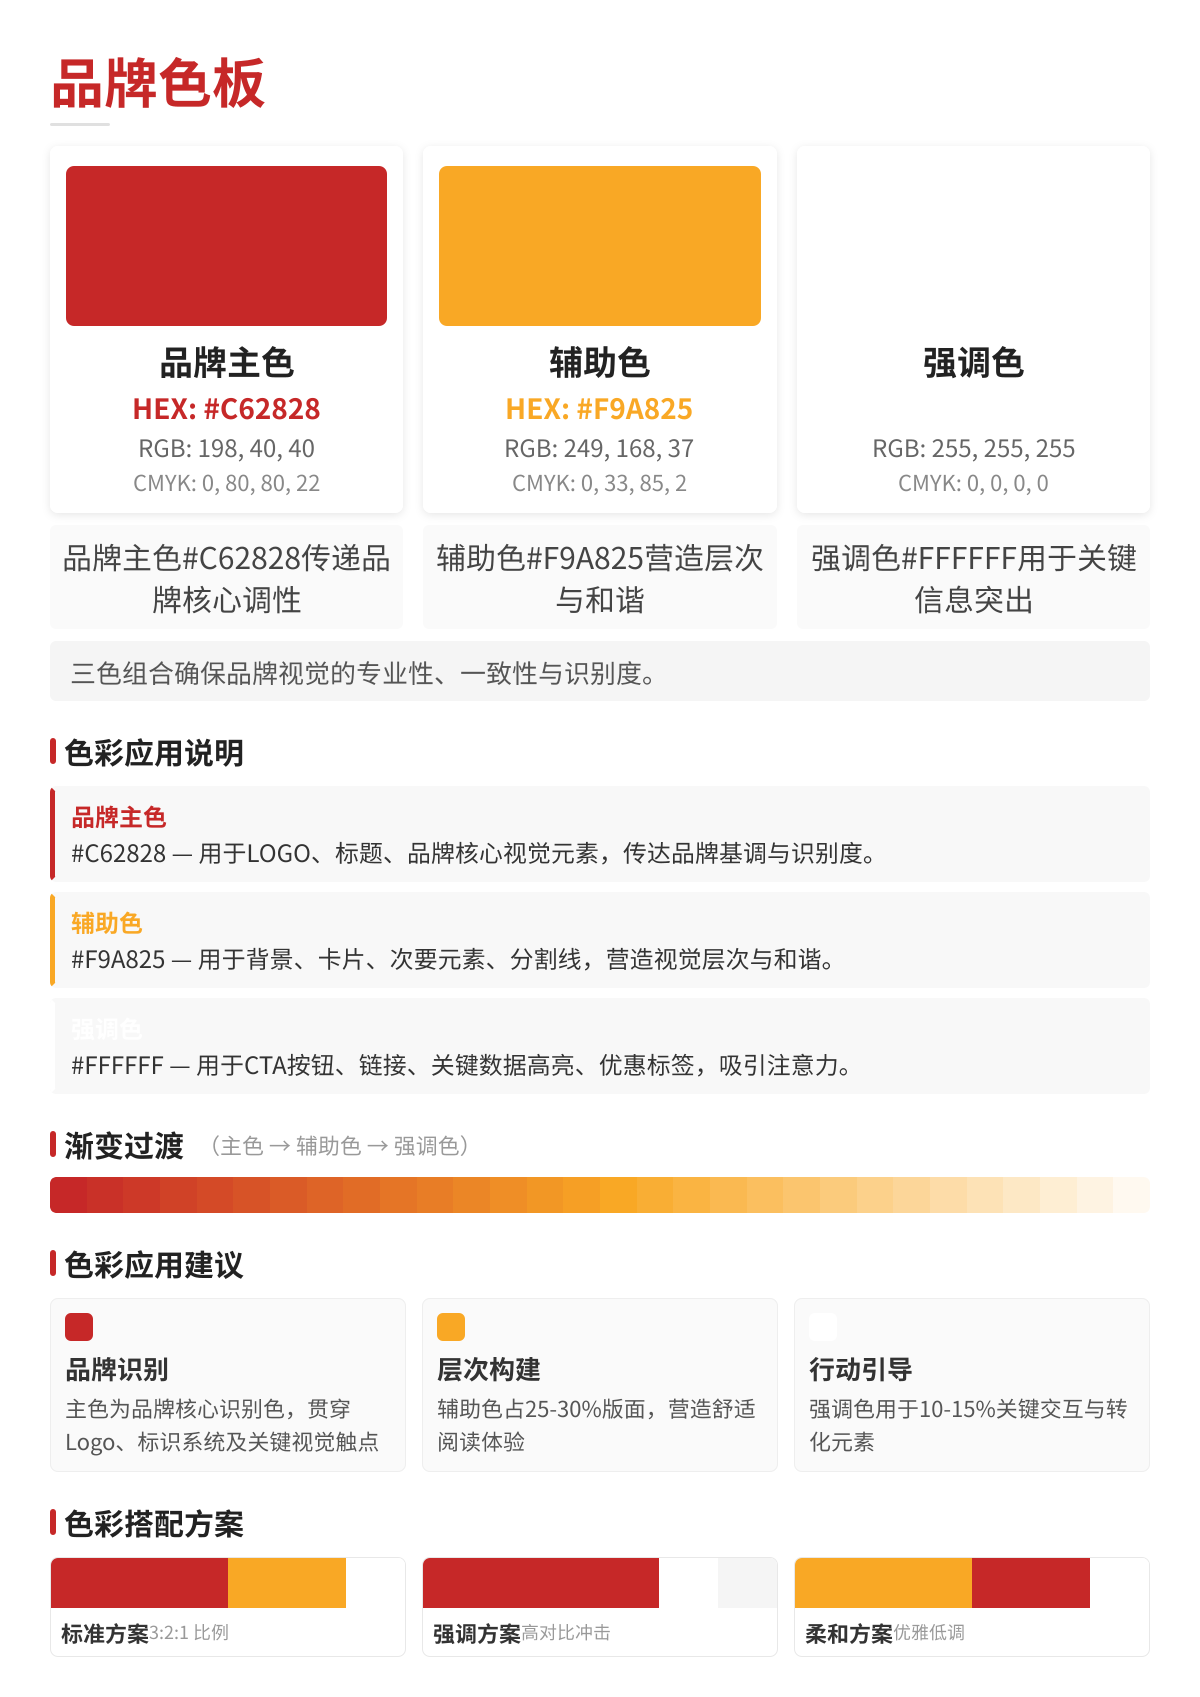 品牌色板
品牌主色
HEX: #C62828
RGB: 198, 40, 40
CMYK: 0, 80, 80, 22
辅助色
HEX: #F9A825
RGB: 249, 168, 37
CMYK: 0, 33, 85, 2
强调色
RGB: 255, 255, 255
CMYK: 0, 0, 0, 0
品牌主色#C62828传递品
牌核心调性
辅助色#F9A825营造层次
与和谐
强调色#FFFFFF用于关键
信息突出
三色组合确保品牌视觉的专业性、一致性与识别度。
色彩应用说明
品牌主色
#C62828 — 用于LOGO、标题、品牌核心视觉元素，传达品牌基调与识别度。
辅助色
#F9A825 — 用于背景、卡片、次要元素、分割线，营造视觉层次与和谐。
强调色
#FFFFFF — 用于CTA按钮、链接、关键数据高亮、优惠标签，吸引注意力。
渐变过渡 （主色 → 辅助色 → 强调色）
色彩应用建议
品牌识别
主色为品牌核心识别色，贯穿
Logo、标识系统及关键视觉触点
层次构建
辅助色占25-30%版面，营造舒适
阅读体验
行动引导
强调色用于10-15%关键交互与转
化元素
色彩搭配方案
标准方案3:2:1 比例
强调方案高对比冲击
柔和方案优雅低调